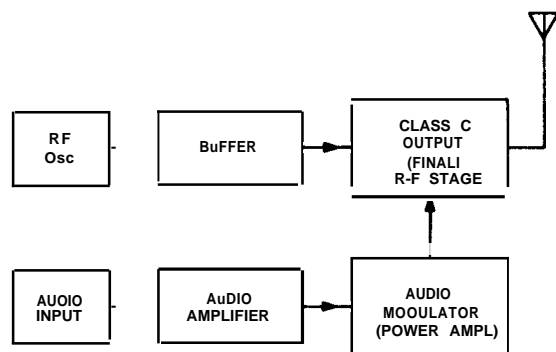 RF
Osc
BuFFER
CLASS C
OUTPUT
(FINALI
R-F STAGE
AUOIO
INPUT
AuDIO
AMPLIFIER
AUDIO
MOOULATOR
(POWER AMPL)